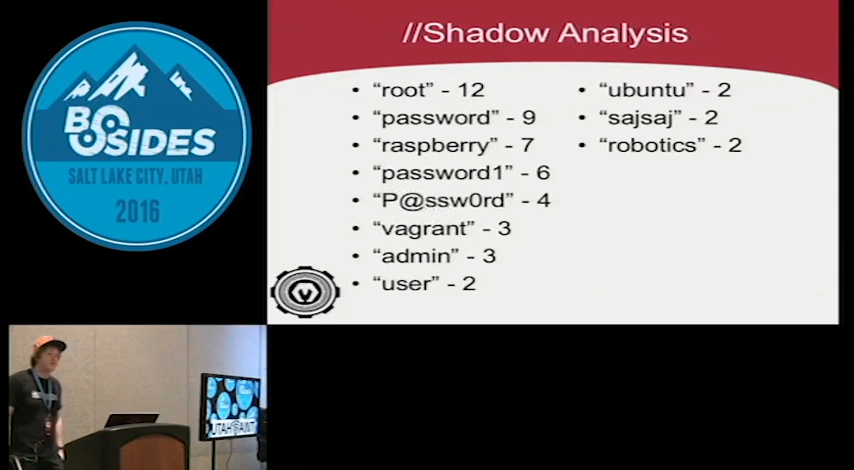 BSIDES
SALT LAKE CITY, UTAH
2016
//Shadow Analysis
• “root” - 12
• “password” - 9
• “raspberry” - 7
• “password1” - 6
• “P@ssw0rd” - 4
• “vagrant” - 3
• “admin” - 3
• “user” - 2
• “ubuntu” - 2
• “sajsaj” - 2
• “robotics” - 2